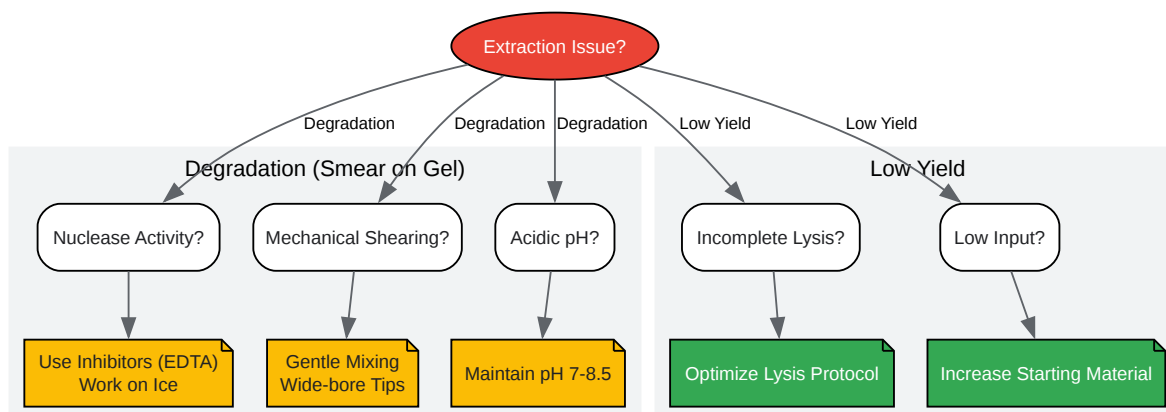 Extraction Issue?
Degradation
Degradation
Degradation
Low Yield
Low Yield
Degradation (Smear on Gel)
Low Yield
Nuclease Activity?
Mechanical Shearing?
Acidic pH?
Incomplete Lysis?
Low Input?
Use Inhibitors (EDTA)
Work on Ice
Gentle Mixing
Wide-bore Tips
Maintain pH 7-8.5
Optimize Lysis Protocol
Increase Starting Material